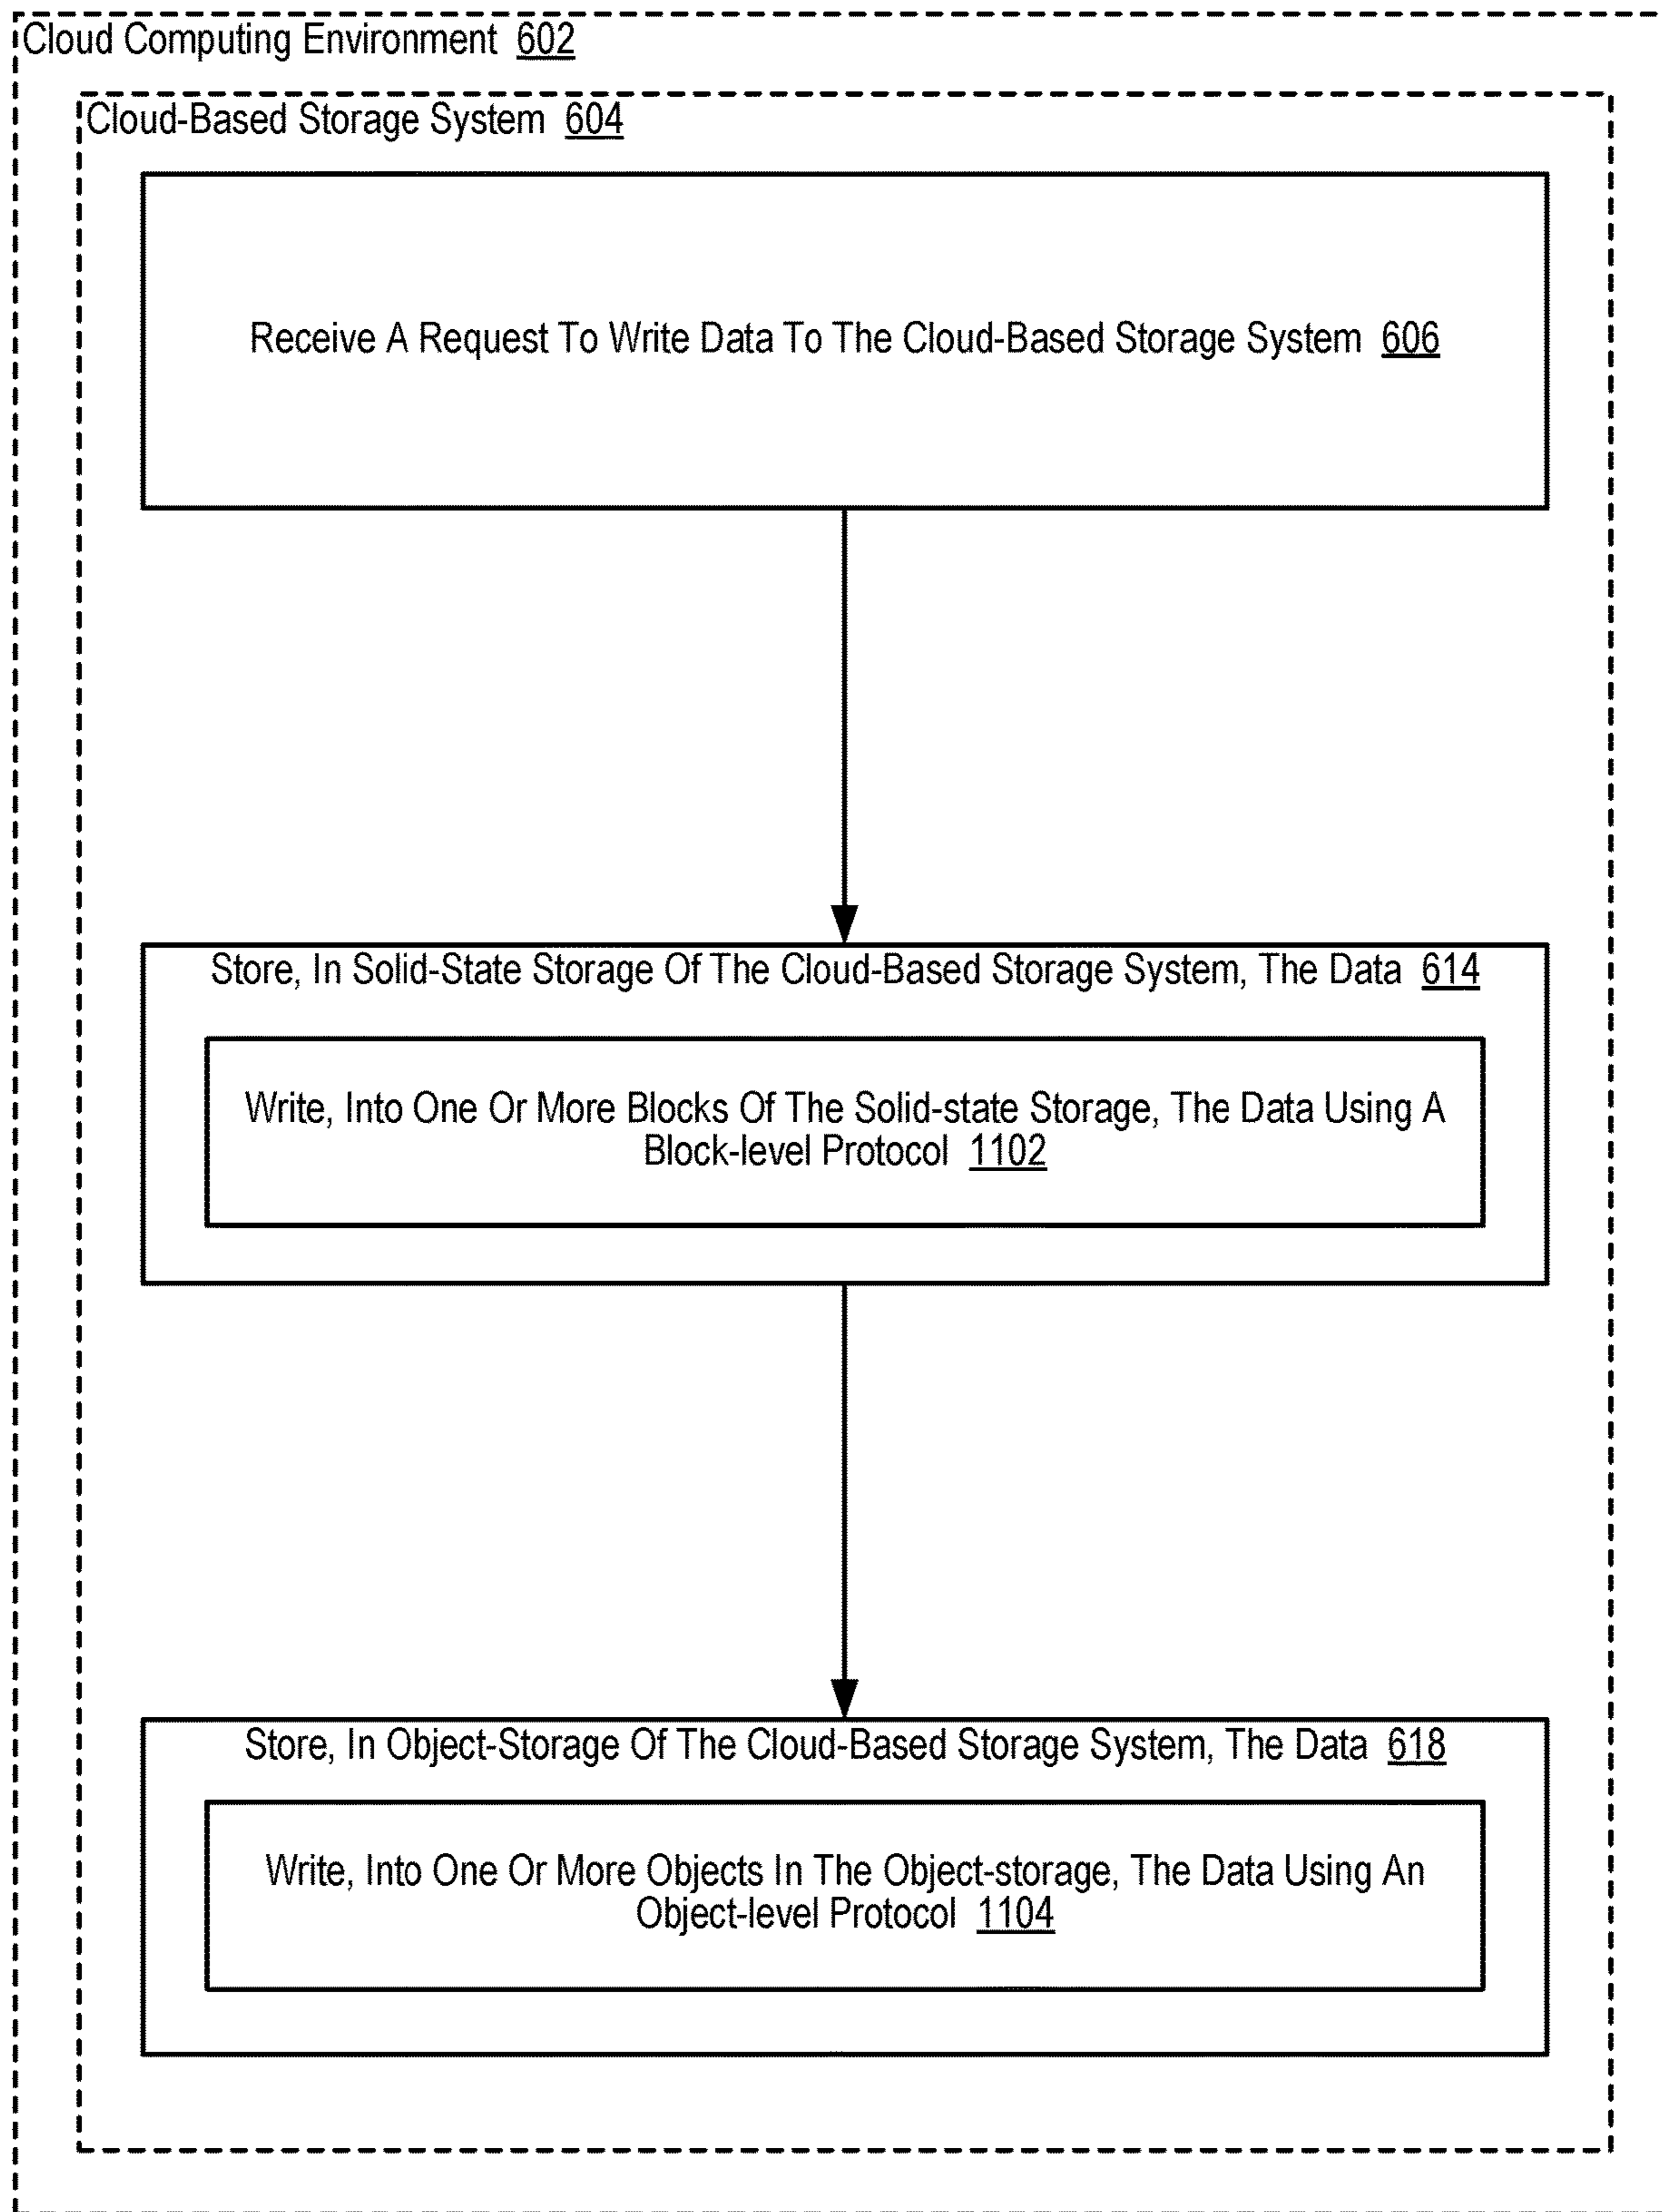 Cloud Computing Environment 602
Cloud-Based Storage System 604
Receive A Request To Write Data To The Cloud-Based Storage System 606
Store, In Solid-State Storage Of The Cloud-Based Storage System, The Data 614
Write, Into One Or More Blocks Of The Solid-state Storage, The Data Using A
Block-level Protocol 1102
Store, In Object-Storage Of The Cloud-Based Storage System, The Data 618
Write, Into One Or More Objects In The Object-storage, The Data Using An
Object-level Protocol 1104